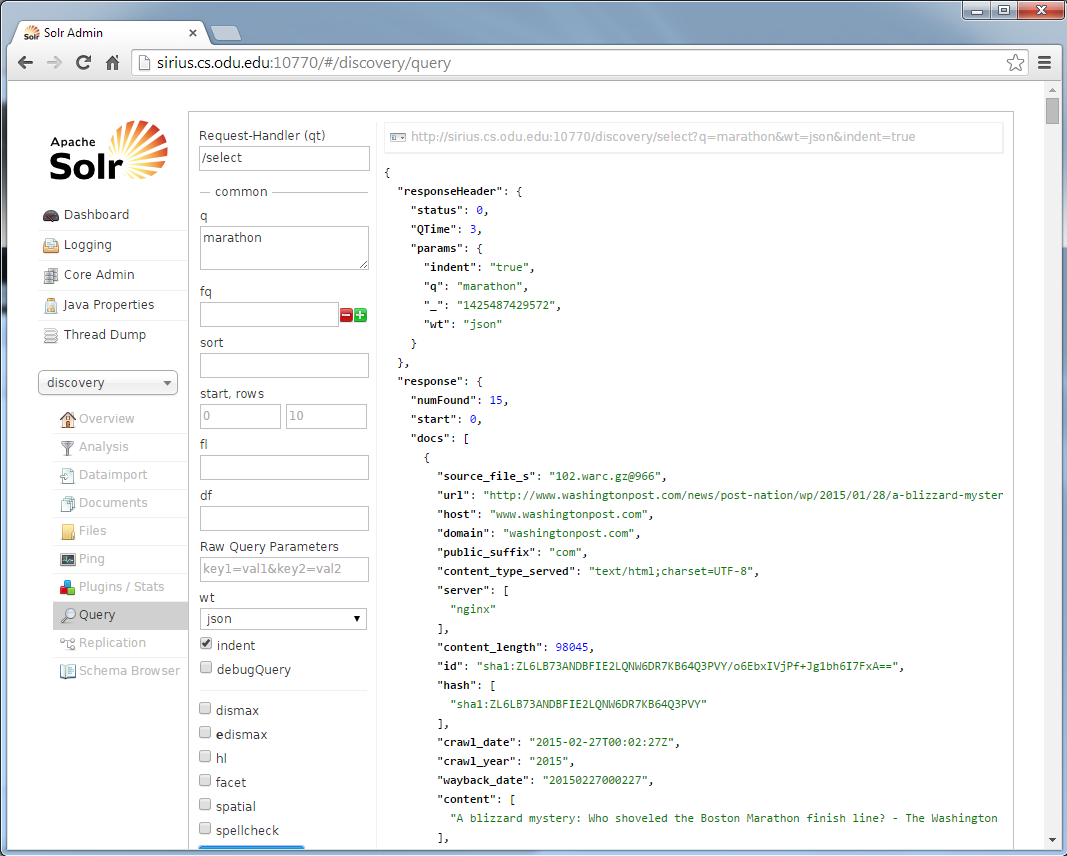 Solr Admin
sirius.cs.odu.edu:10770/#/discovery/query
Apache
Solr
Dashboard
Logging
Core Admin
Java Properties
Thread Dump
discovery
Overview
Analysis
Dataimport
Documents
Files
Ping
Plugins / Stats
Query
Replication
Schema Browser
Request-Handler (qt)
/select
common
q
marathon
fq
sort
start, rows
0 10
fl
df
Raw Query Parameters
key1=val1&key2=val2
wt
json
indent
debugQuery
dismax
edismax
hl
facet
spatial
spellcheck
http://sirius.cs.odu.edu:10770/discovery/select?q=marathon&wt=json&indent=true
{
"responseHeader": {
"status": 0,
"QTime": 3,
"params": {
"indent": "true",
"q": "marathon",
"_": "1425487429572",
"wt": "json"
}
},
"response": {
"numFound": 15,
"start": 0,
"docs": [
{
"source_file_s": "102.warc.gz@966",
"url": "http://www.washingtonpost.com/news/post-nation/wp/2015/01/28/a-blizzard-myster
"host": "www.washingtonpost.com",
"domain": "washingtonpost.com",
"public_suffix": "com",
"content_type_served": "text/html;charset=UTF-8",
"server": [
"nginx"
],
"content_length": 98045,
"id": "sha1:ZL6LB73ANDBFIE2LQNW6DR7KB64Q3PVY/o6EbxIVjPf+Jg1bh6I7FxA==",
"hash": [
"sha1:ZL6LB73ANDBFIE2LQNW6DR7KB64Q3PVY"
],
"crawl_date": "2015-02-27T00:02:27Z",
"crawl_year": "2015",
"wayback_date": "20150227000227",
"content": [
"A blizzard mystery: Who shoveled the Boston Marathon finish line? - The Washington
],